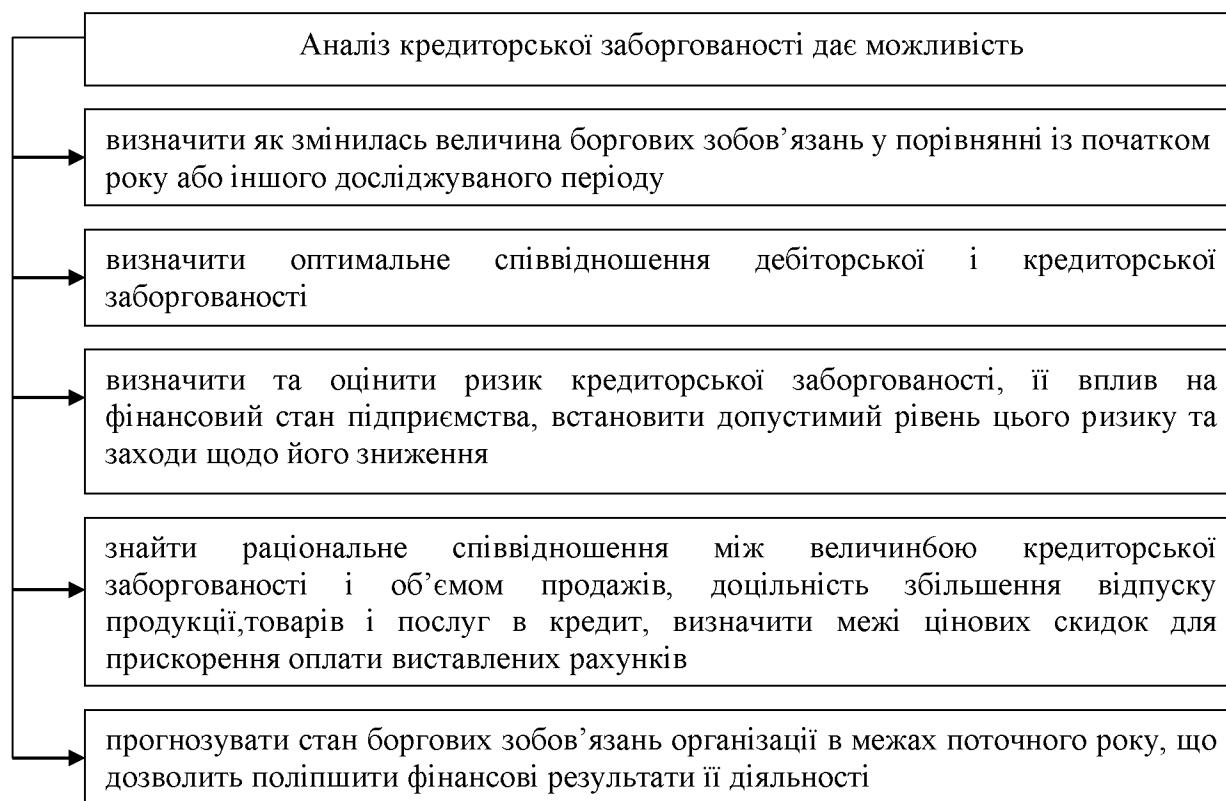 Аналіз кредиторської заборгованості дає можливість
визначити як змінилась величина боргових зобов’язань у порівнянні із початком
року або іншого досліджуваного періоду
визначити оптимальне співвідношення дебіторської і кредиторської
заборгованості
визначити та оцінити ризик кредиторської заборгованості, її вплив на
фінансовий стан підприємства, встановити допустимий рівень цього ризику та
заходи щодо його зниження
знайти раціональне співвідношення між величин6ою кредиторської
заборгованості і об’ємом продажів, доцільність збільшення відпуску
продукції,товарів і послуг в кредит, визначити межі цінових скидок для
прискорення оплати виставлених рахунків
прогнозувати стан боргових зобов’язань організації в межах поточного року, що
дозволить поліпшити фінансові результати її діяльності